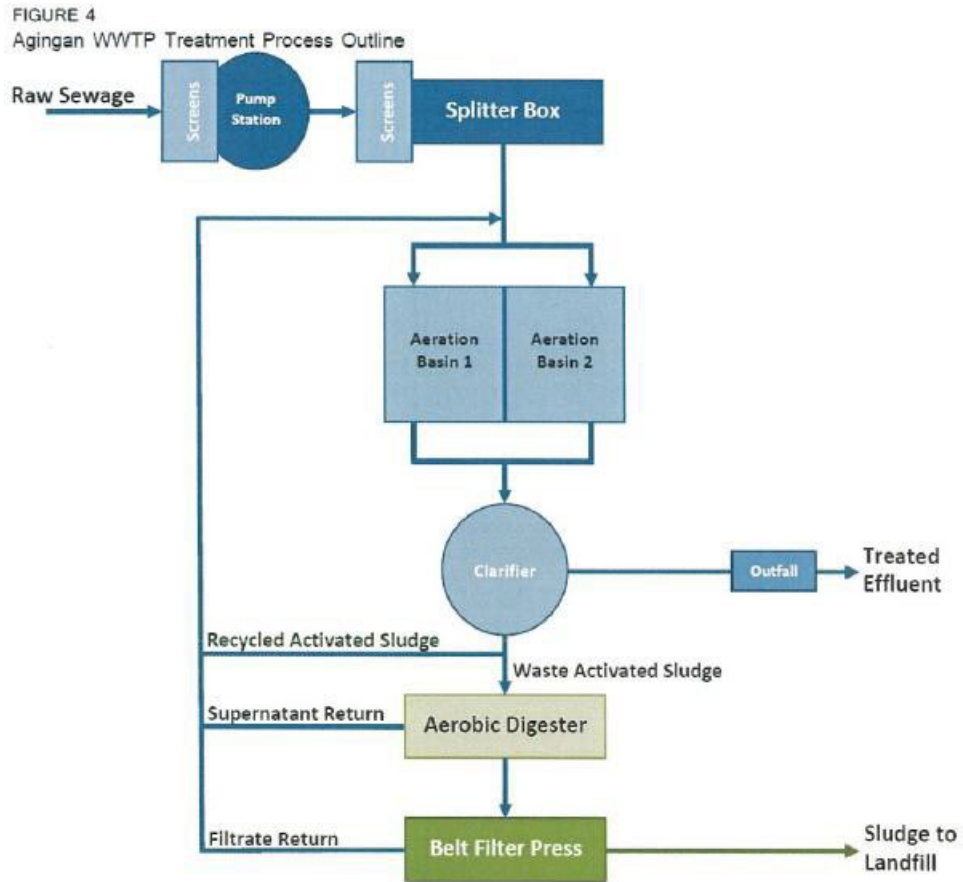 FIGURE 4
Agingan WWTP Treatment Process Outline
Raw Sewage
Screens
Pump
Station
Screens
Splitter Box
Aeration
Basin 1
Aeration
Basin 2
Clarifier
Outfall
Treated
Effluent
Recycled Activated Sludge
Waste Activated Sludge
Supernatant Return
Aerobic Digester
Filtrate Return
Belt Filter Press
Sludge to
Landfill